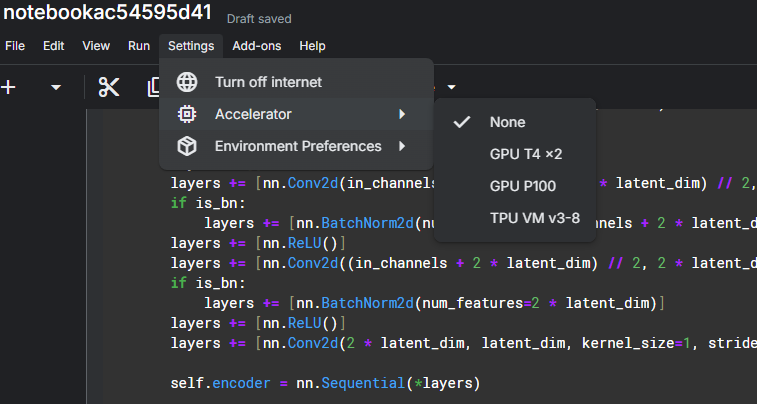 notebookac54595d41 Draft saved
File Edit View Run Settings Add-ons Help
Turn off internet
Accelerator
Environment Preferences
None
GPU T4 ×2
GPU P100
TPU VM v3-8
layers += [nn.Conv2d(in_channels * latent_dim) // 2,
if is_bn:
layers += [nn.BatchNorm2d(nu nnels + 2 * latent_d
layers += [nn.ReLU()]
layers += [nn.Conv2d((in_channels + 2 * latent_dim) // 2, 2 * latent_d
if is_bn:
layers += [nn.BatchNorm2d(num_features=2 * latent_dim)]
layers += [nn.ReLU()]
layers += [nn.Conv2d(2 * latent_dim, latent_dim, kernel_size=1, stride
self.encoder = nn.Sequential(*layers)